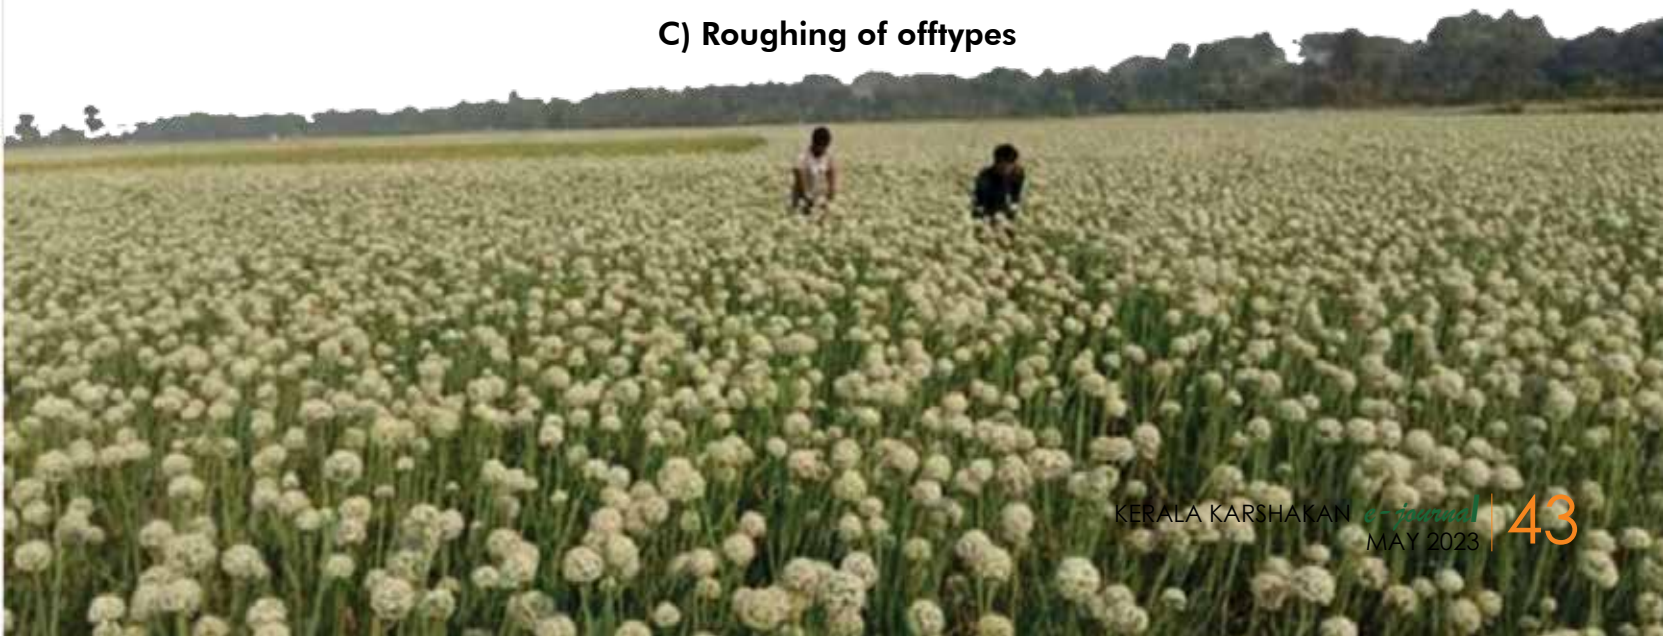 C) Roughing of offtypes
KERALA KARSHAKAN e-journal 43
MAY 2023